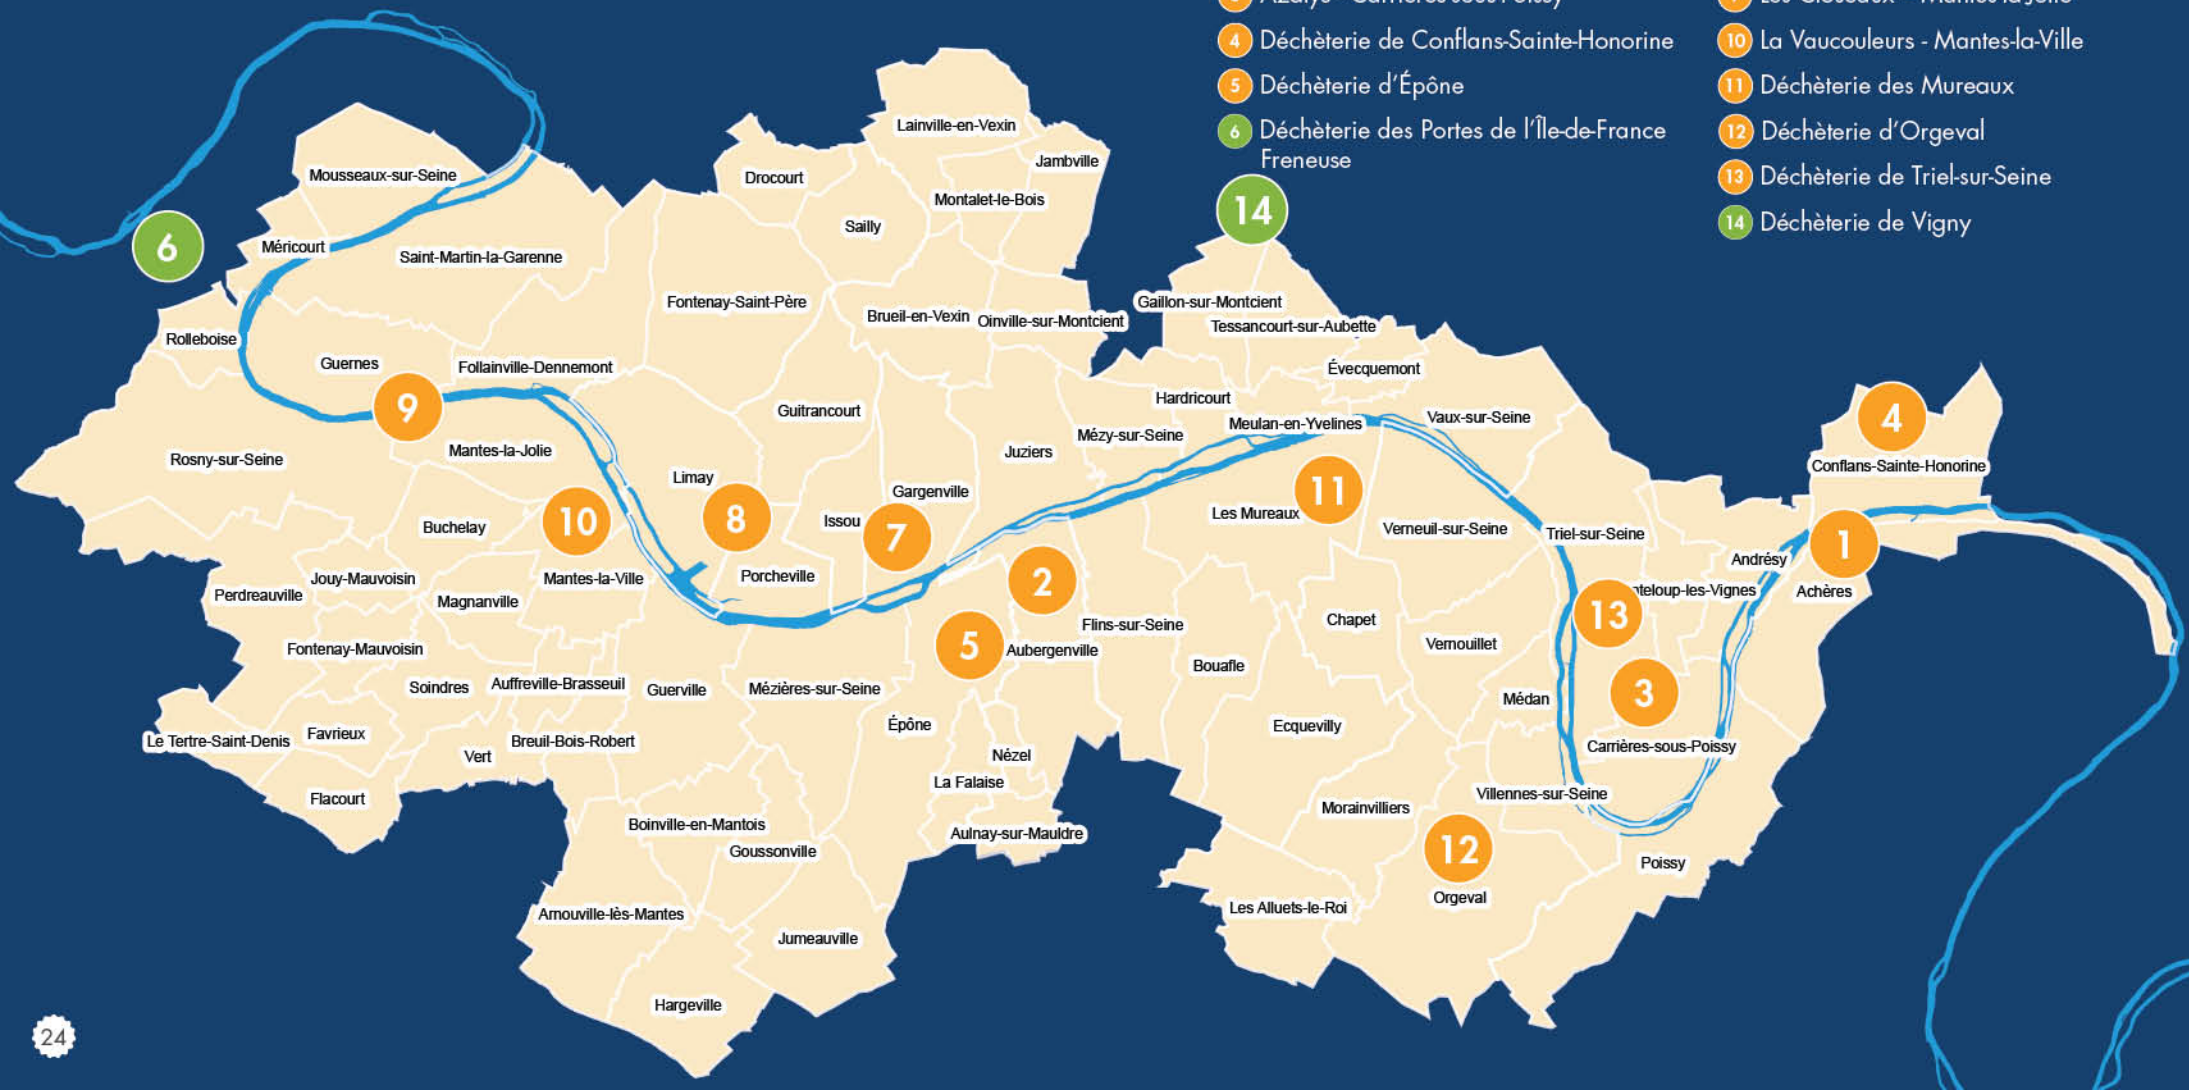 4 Déchèterie de Conflans-Sainte-Honorine
5 Déchèterie d'Épône
6 Déchèterie des Portes de l'Île-de-France
Freneuse
10 La Vaucouleurs - Mantes-la-Ville
11 Déchèterie des Mureaux
12 Déchèterie d'Orgeval
13 Déchèterie de Triel-sur-Seine
14 Déchèterie de Vigny
Lainville-en-Vexin
Jambville
Mousseaux-sur-Seine
Drocourt
Montalet-le-Bois
14
Sailly
6
Méricourt
Saint-Martin-la-Garenne
Fontenay-Saint-Père
Gaillon-sur-Montcient
Brueil-en-Vexin
Oinville-sur-Montcient
Tessancourt-sur-Aubette
Rolleboise
Guernes
Follainville-Dennemont
Évecquemont
Hardricourt
9
Guitrancourt
4
Meulan-en-Yvelines
Vaux-sur-Seine
Mézy-sur-Seine
Mantes-la-Jolie
Juziers
Rosny-sur-Seine
Conflans-Sainte-Honorine
Limay
Gargenville
11
8
10
Issou
Les Mureaux
Buchelay
Verneuil-sur-Seine
Triel-sur-Seine
7
1
Andrésy
Jouy-Mauvoisin
Mantes-la-Ville
Porcheville
2
Perdreauville
Magnanville
nteloup-les-Vignes
Achères
13
Chapet
Flins-sur-Seine
5
Aubergenville
Vernouillet
Fontenay-Mauvoisin
Bouafle
Soindres
Auffreville-Brasseuil
Guerville
Mézières-sur-Seine
3
Médan
Épône
Ecquevilly
Le Tertre-Saint-Denis
Favrieux
Breuil-Bois-Robert
Carrières-sous-Poissy
Vert
Nézel
La Falaise
Flacourt
Villennes-sur-Seine
Morainvilliers
Boinville-en-Mantois
Aulnay-sur-Mauldre
Goussonville
12
Poissy
Orgeval
Les Alluets-le-Roi
Arnouville-lès-Mantes
Jumeauville
Hargeville
24